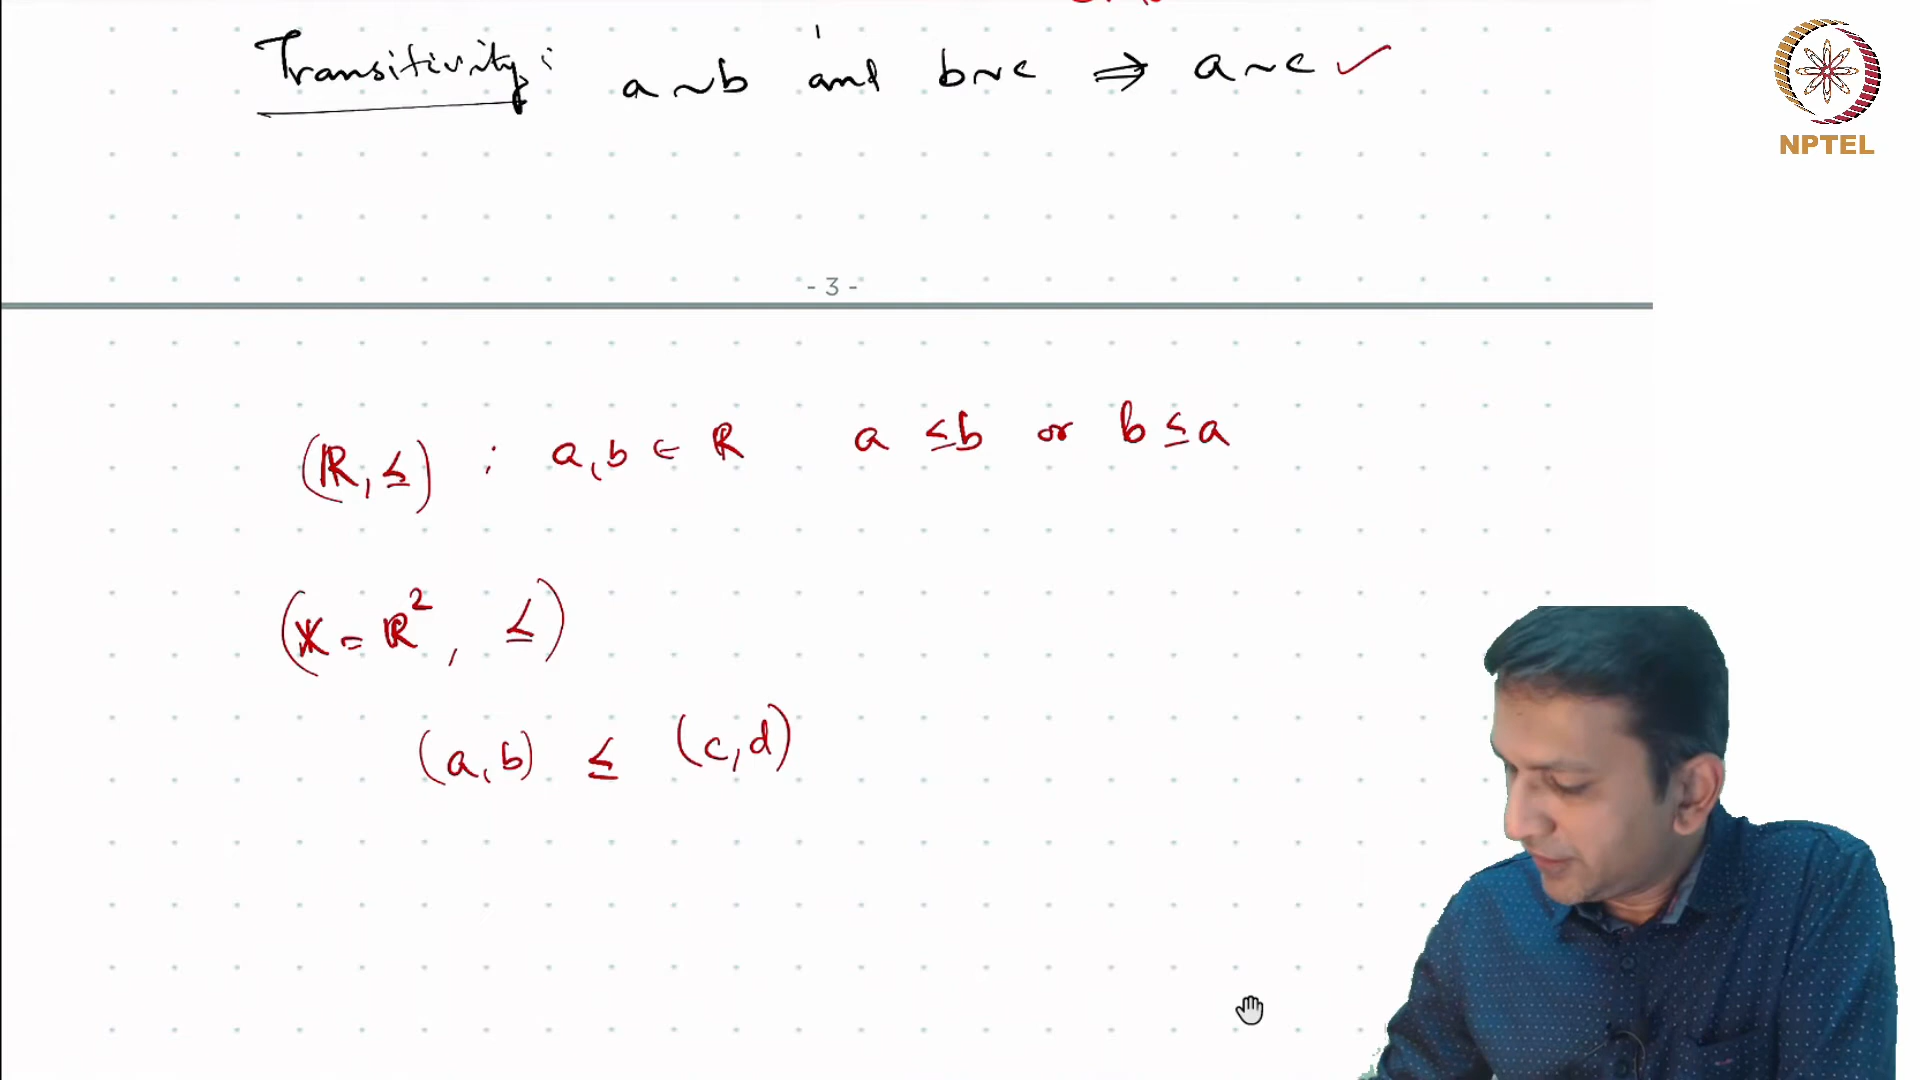 Transitivity: a ~ b and b ~ c ⇒ a ~ c ✓
NPTEL
- 3 -
(ℝ, ≤) : a, b ∈ ℝ a ≤ b or b ≤ a
(X = ℝ², ≤)
(a, b) ≤ (c, d)